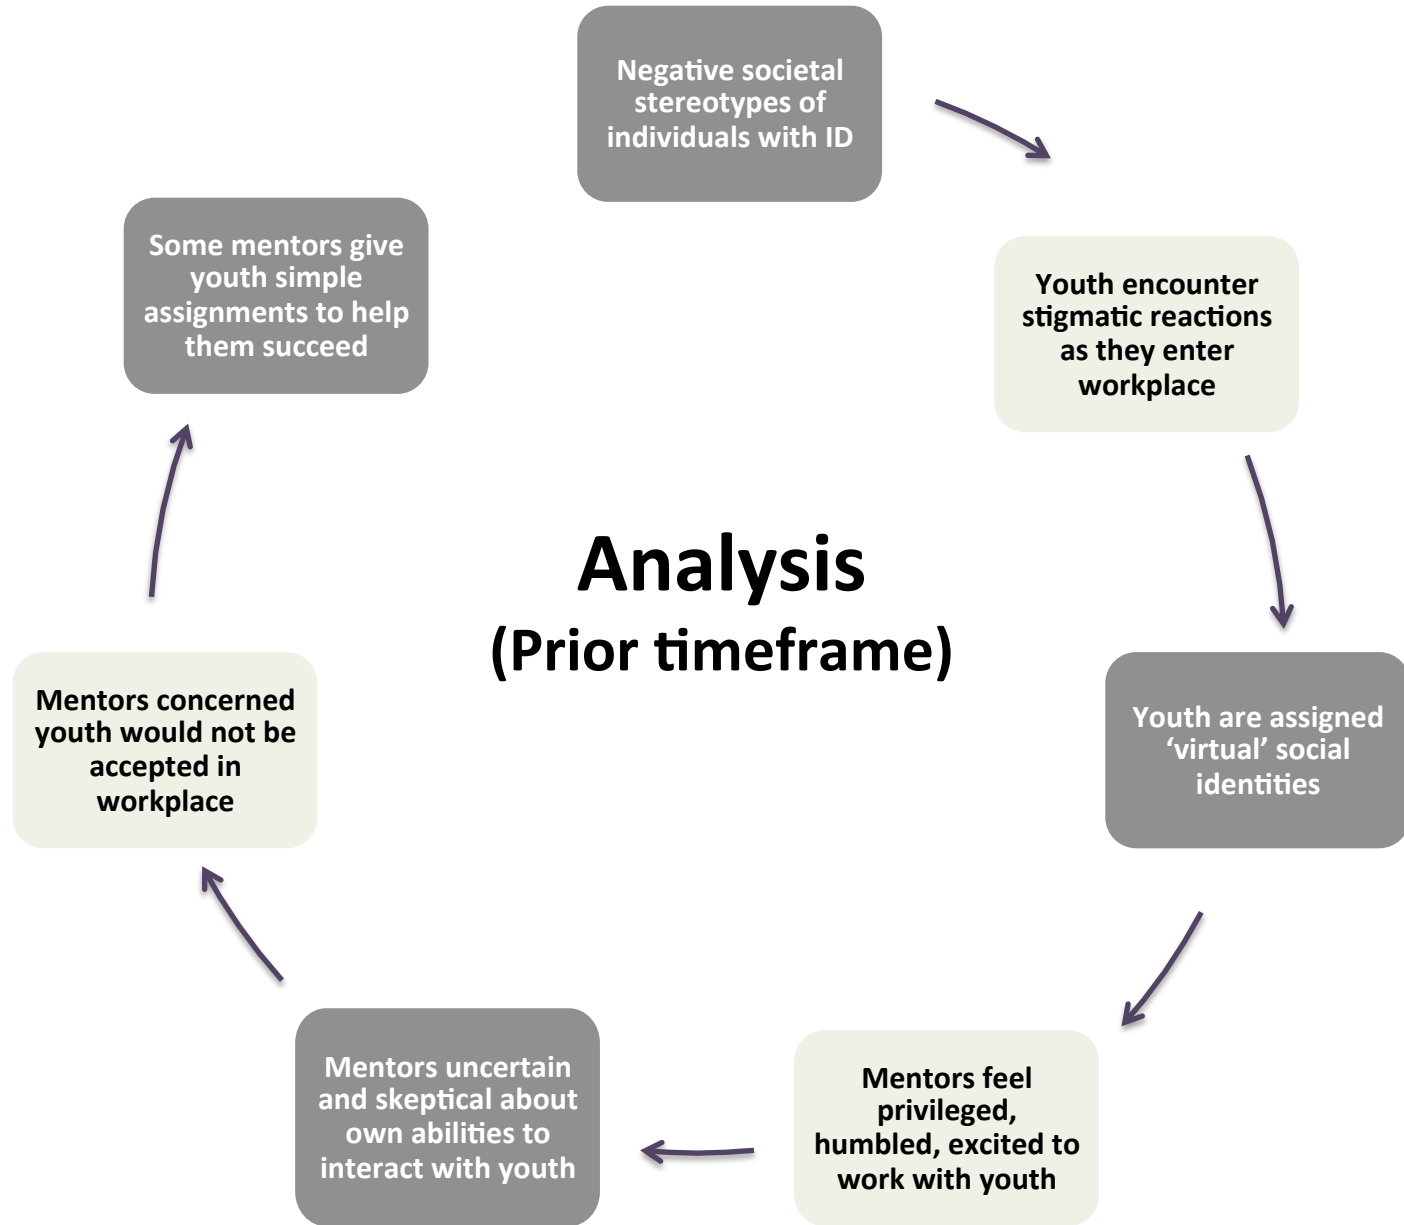 Negative societal
stereotypes of
individuals with ID
Youth encounter
stigmatic reactions
as they enter
workplace
Youth are assigned
‘virtual’ social
identities
Mentors feel
privileged,
humbled, excited to
work with youth
Mentors uncertain
and skeptical about
own abilities to
interact with youth
Mentors concerned
youth would not be
accepted in
workplace
Some mentors give
youth simple
assignments to help
them succeed
Analysis
(Prior timeframe)